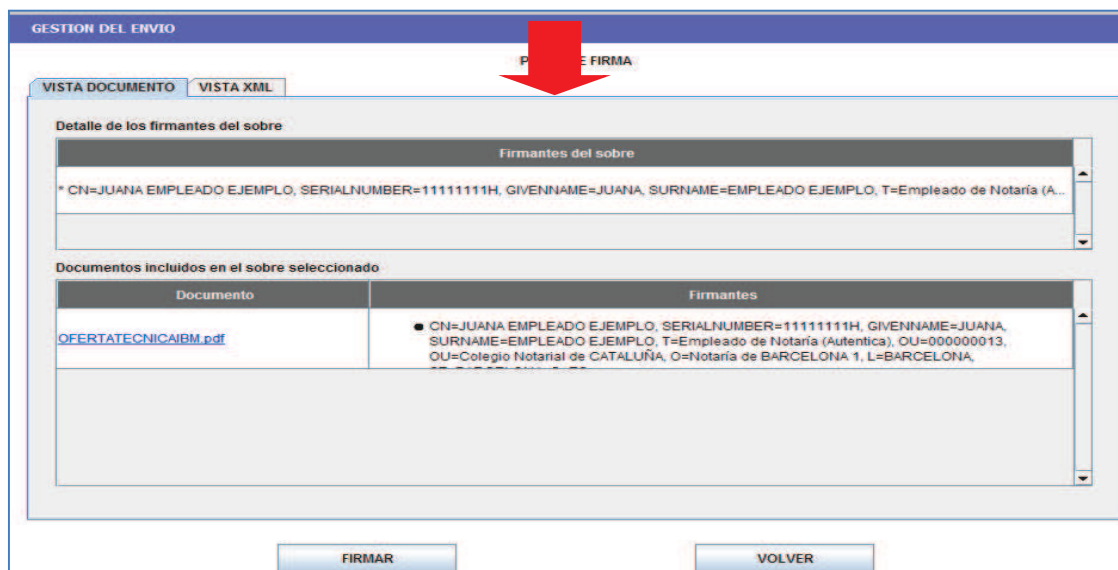 GESTION DEL ENVIO
FIRMA
VISTA DOCUMENTO VISTA XML
Detalle de los firmantes del sobre
Firmantes del sobre
* CN=JUANA EMPLEADO EJEMPLO, SERIALNUMBER=11111111H, GIVENNAME=JUANA, SURNAME=EMPLEADO EJEMPLO, T=Empleado de Notaría (A...
Documentos incluidos en el sobre seleccionado
Documento Firmantes
OFERTATECNICAIBM.pdf
● CN=JUANA EMPLEADO EJEMPLO, SERIALNUMBER=11111111H, GIVENNAME=JUANA,
SURNAME=EMPLEADO EJEMPLO, T=Empleado de Notaría (Autentica), OU=000000013,
OU=Colegio Notarial de CATALUÑA, O=Notaría de BARCELONA 1, L=BARCELONA,
FIRMAR VOLVER